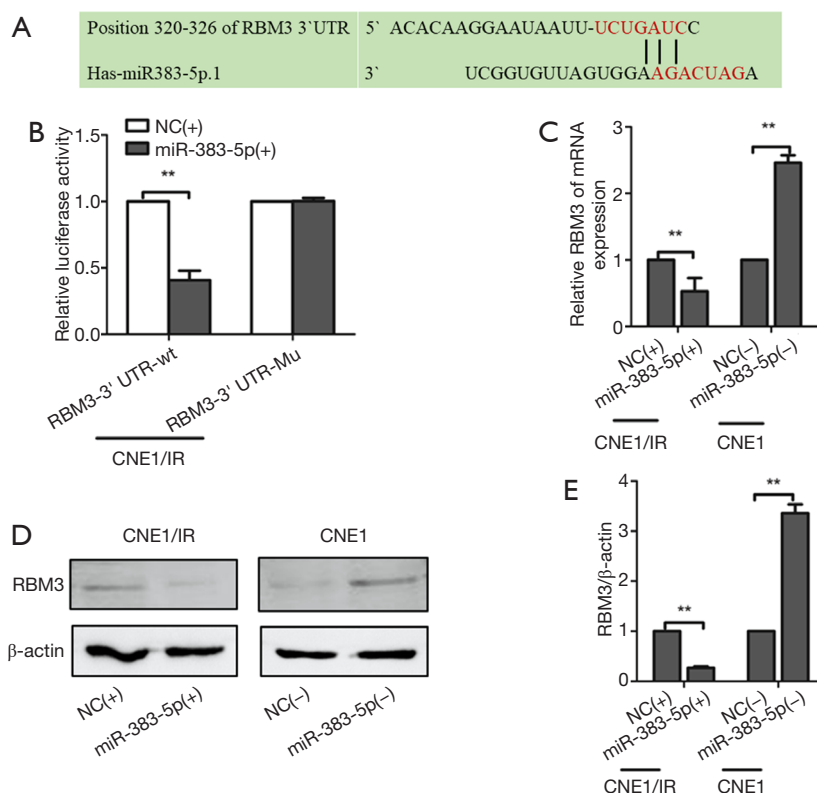 A
Position 320-326 of RBM3 3`UTR 5` ACACAAGGAAUAAUU-UCUGAUCC
Has-miR383-5p.1 3` UCGGUGUUAGUGGAAGACUAGA
B
Relative luciferase activity
1.5
1.0
0.5
0.0
NC(+)
miR-383-5p(+)
**
RBM3-3' UTR-wt
RBM3-3' UTR-Mu
CNE1/IR
C
Relative RBM3 of mRNA
expression
3
2
1
0
**
**
NC(+)
miR-383-5p(+)
NC(−)
miR-383-5p(−)
CNE1/IR
CNE1
D
CNE1/IR
CNE1
RBM3
β-actin
NC(+)
miR-383-5p(+)
NC(−)
miR-383-5p(−)
E
RBM3/β-actin
4
3
2
1
0
**
**
NC(+)
miR-383-5p(+)
NC(−)
miR-383-5p(−)
CNE1/IR
CNE1